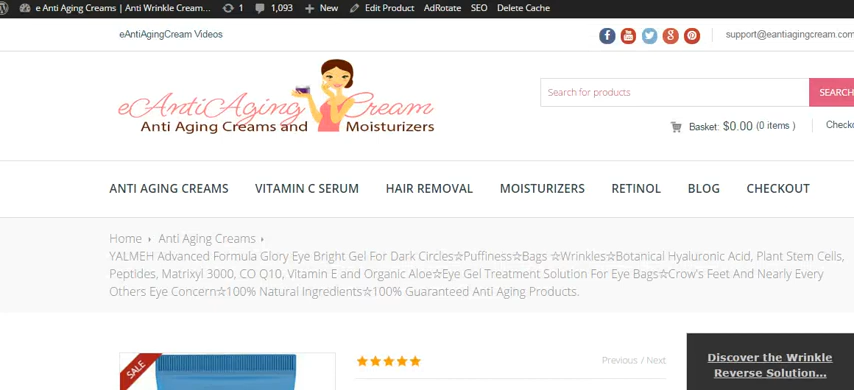 e Anti Aging Creams | Anti Wrinkle Cream... 1 1,093 New Edit Product AdRotate SEO Delete Cache
eAntiAgingCream Videos
support@eantiagingcream.com
eAntiAging Cream
Anti Aging Creams and Moisturizers
Search for products SEARCH
Basket: $0.00 (0 items ) Checko
ANTI AGING CREAMS VITAMIN C SERUM HAIR REMOVAL MOISTURIZERS RETINOL BLOG CHECKOUT
Home › Anti Aging Creams ›
YALMEH Advanced Formula Glory Eye Bright Gel For Dark Circles☆Puffiness☆Bags ☆Wrinkles☆Botanical Hyaluronic Acid, Plant Stem Cells,
Peptides, Matrixyl 3000, CO Q10, Vitamin E and Organic Aloe☆Eye Gel Treatment Solution For Eye Bags☆Crow's Feet And Nearly Every
Others Eye Concern☆100% Natural Ingredients☆100% Guaranteed Anti Aging Products.
SALE
Previous / Next
Discover the Wrinkle
Reverse Solution...